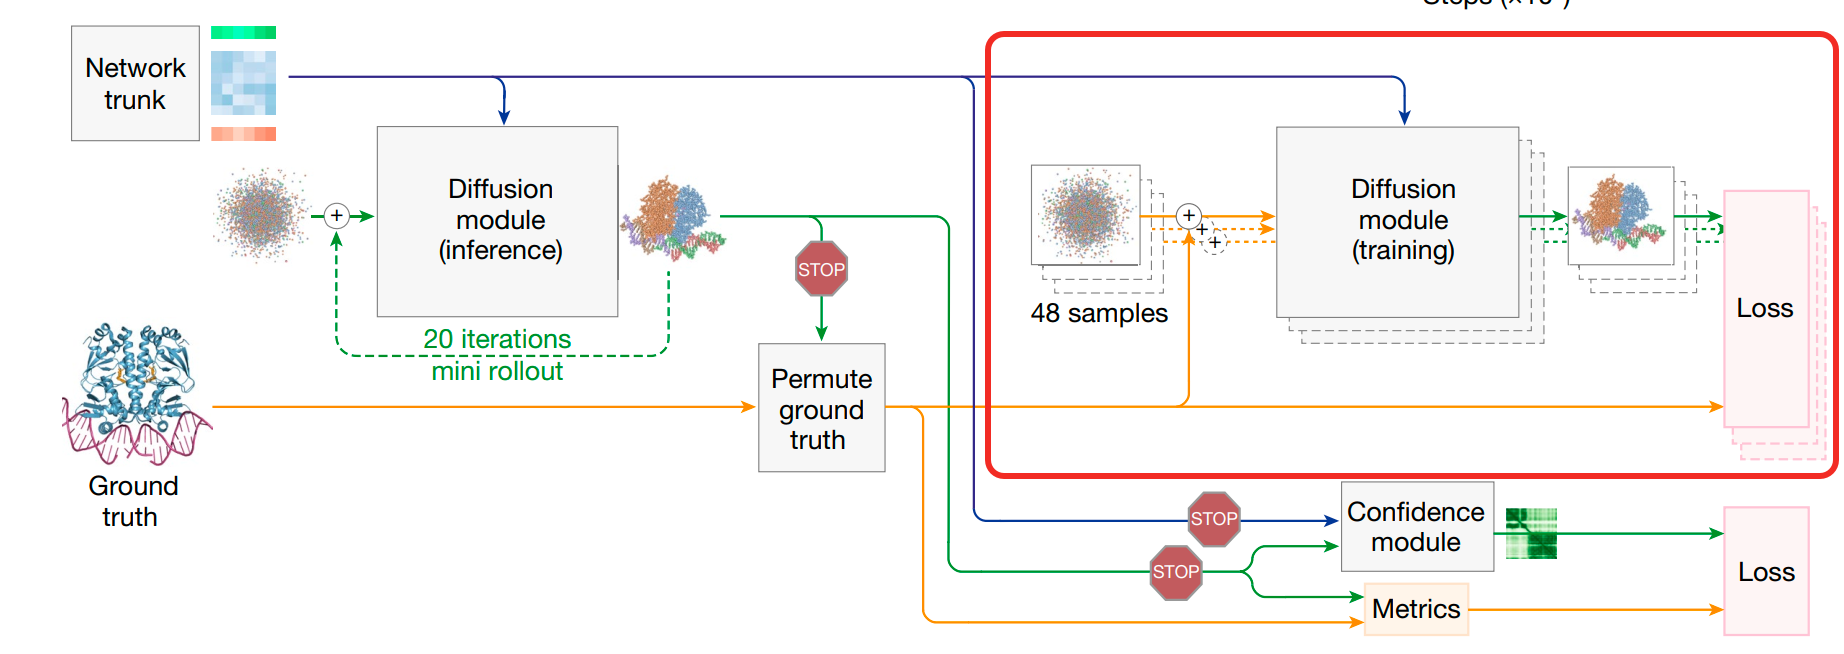 Network
trunk
Diffusion
module
(inference)
+
20 iterations
mini rollout
STOP
Ground
truth
Permute
ground
truth
48 samples
+
+
+
Diffusion
module
(training)
Loss
STOP
STOP
Confidence
module
Metrics
Loss